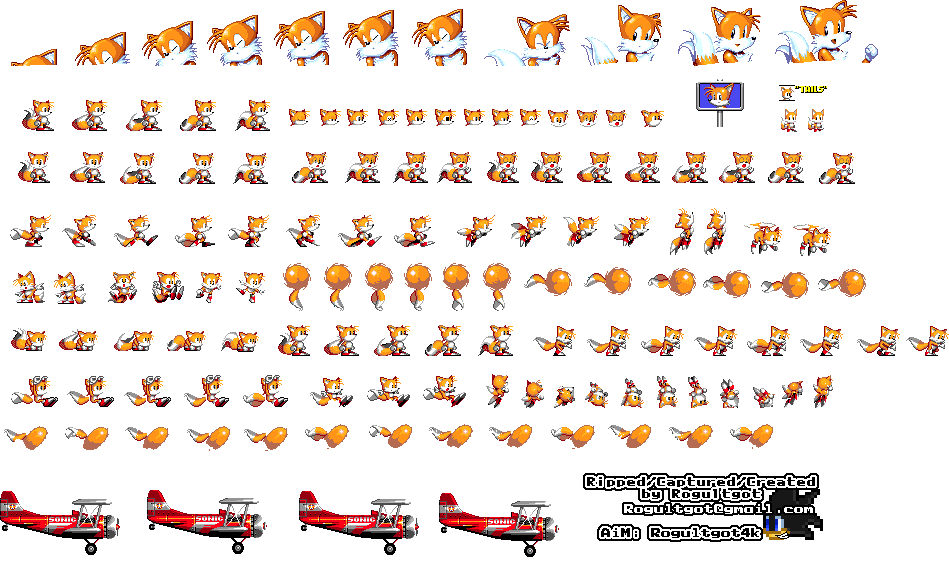 "TAILS"
SONIC
SONIC
SONIC
SONIC
Ripped/Captured/Created
by Rogultgot
Rogultgot@gmail.com
AiM: Rogultgot4k